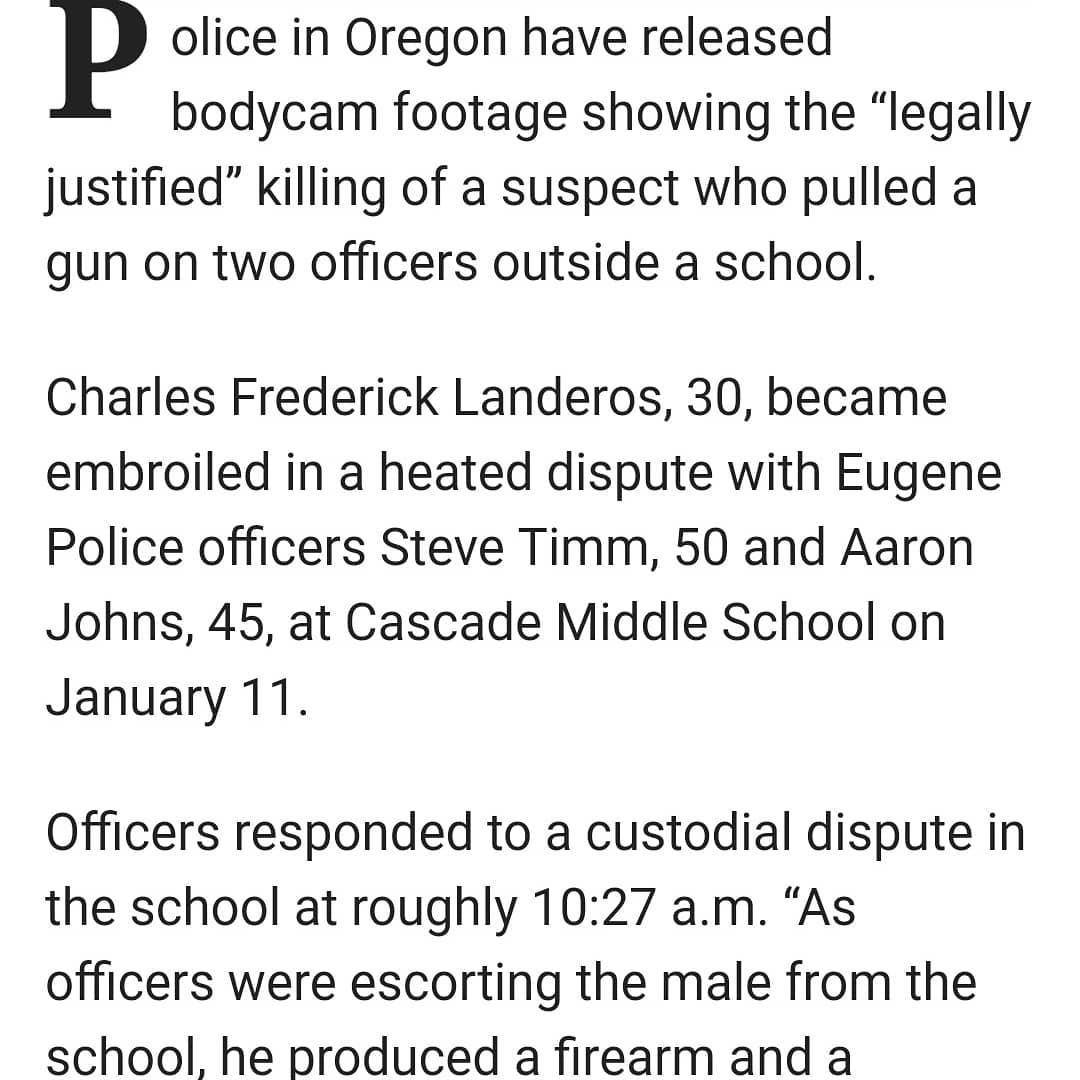 Police in Oregon have released
bodycam footage showing the “legally
justified” killing of a suspect who pulled a
gun on two officers outside a school.
Charles Frederick Landeros, 30, became
embroiled in a heated dispute with Eugene
Police officers Steve Timm, 50 and Aaron
Johns, 45, at Cascade Middle School on
January 11.
Officers responded to a custodial dispute in
the school at roughly 10:27 a.m. “As
officers were escorting the male from the
school, he produced a firearm and a